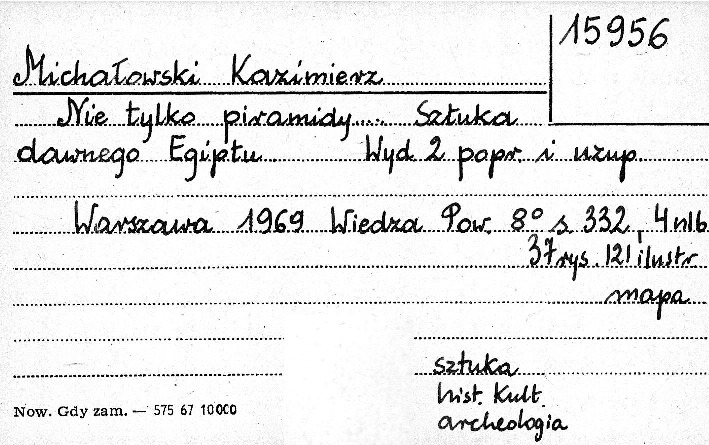 15956
Michałowski Kazimierz
Nie tylko piramidy.... Sztuka
dawnego Egiptu Wyd 2 popr. i uzup.
Warszawa 1969 Wiedza Pow. 8° s 332, 4 nlb
37 rys. 121 ilustr
mapa
sztuka
hist. kult.
archeologia
Now. Gdy zam. — 575 67 10000